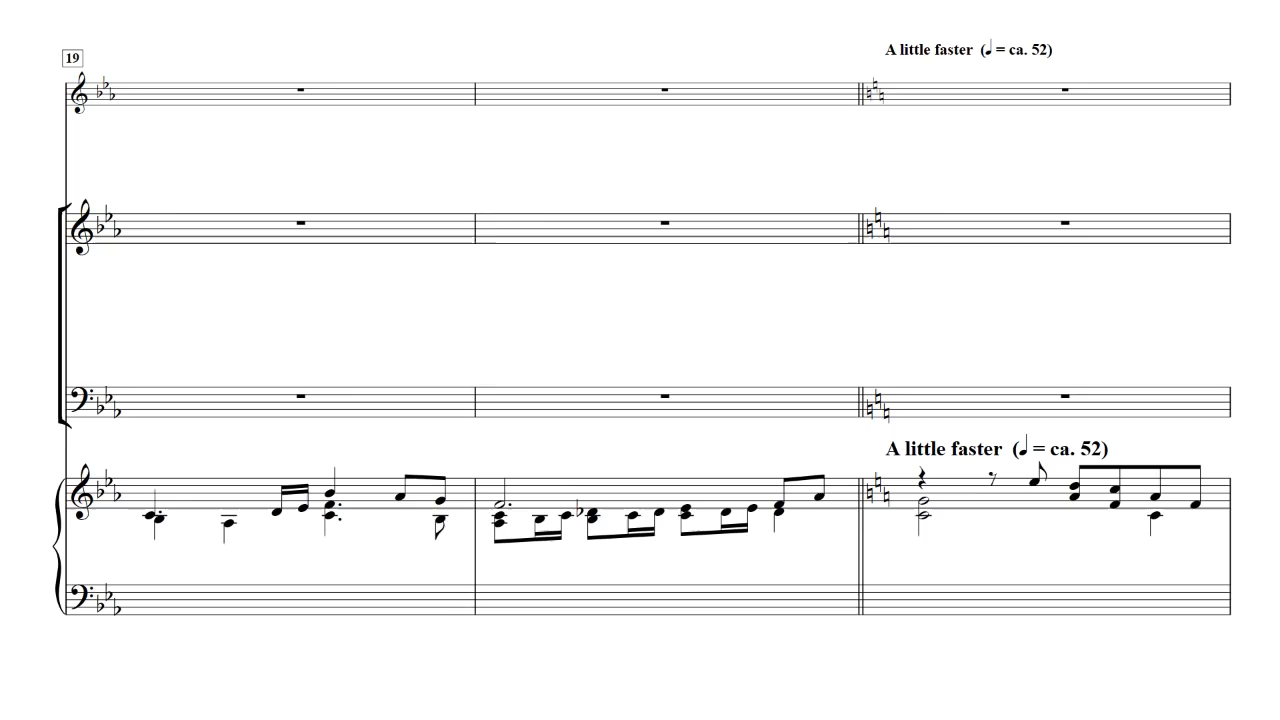 19
A little faster (♩ = ca. 52)
A little faster (♩ = ca. 52)